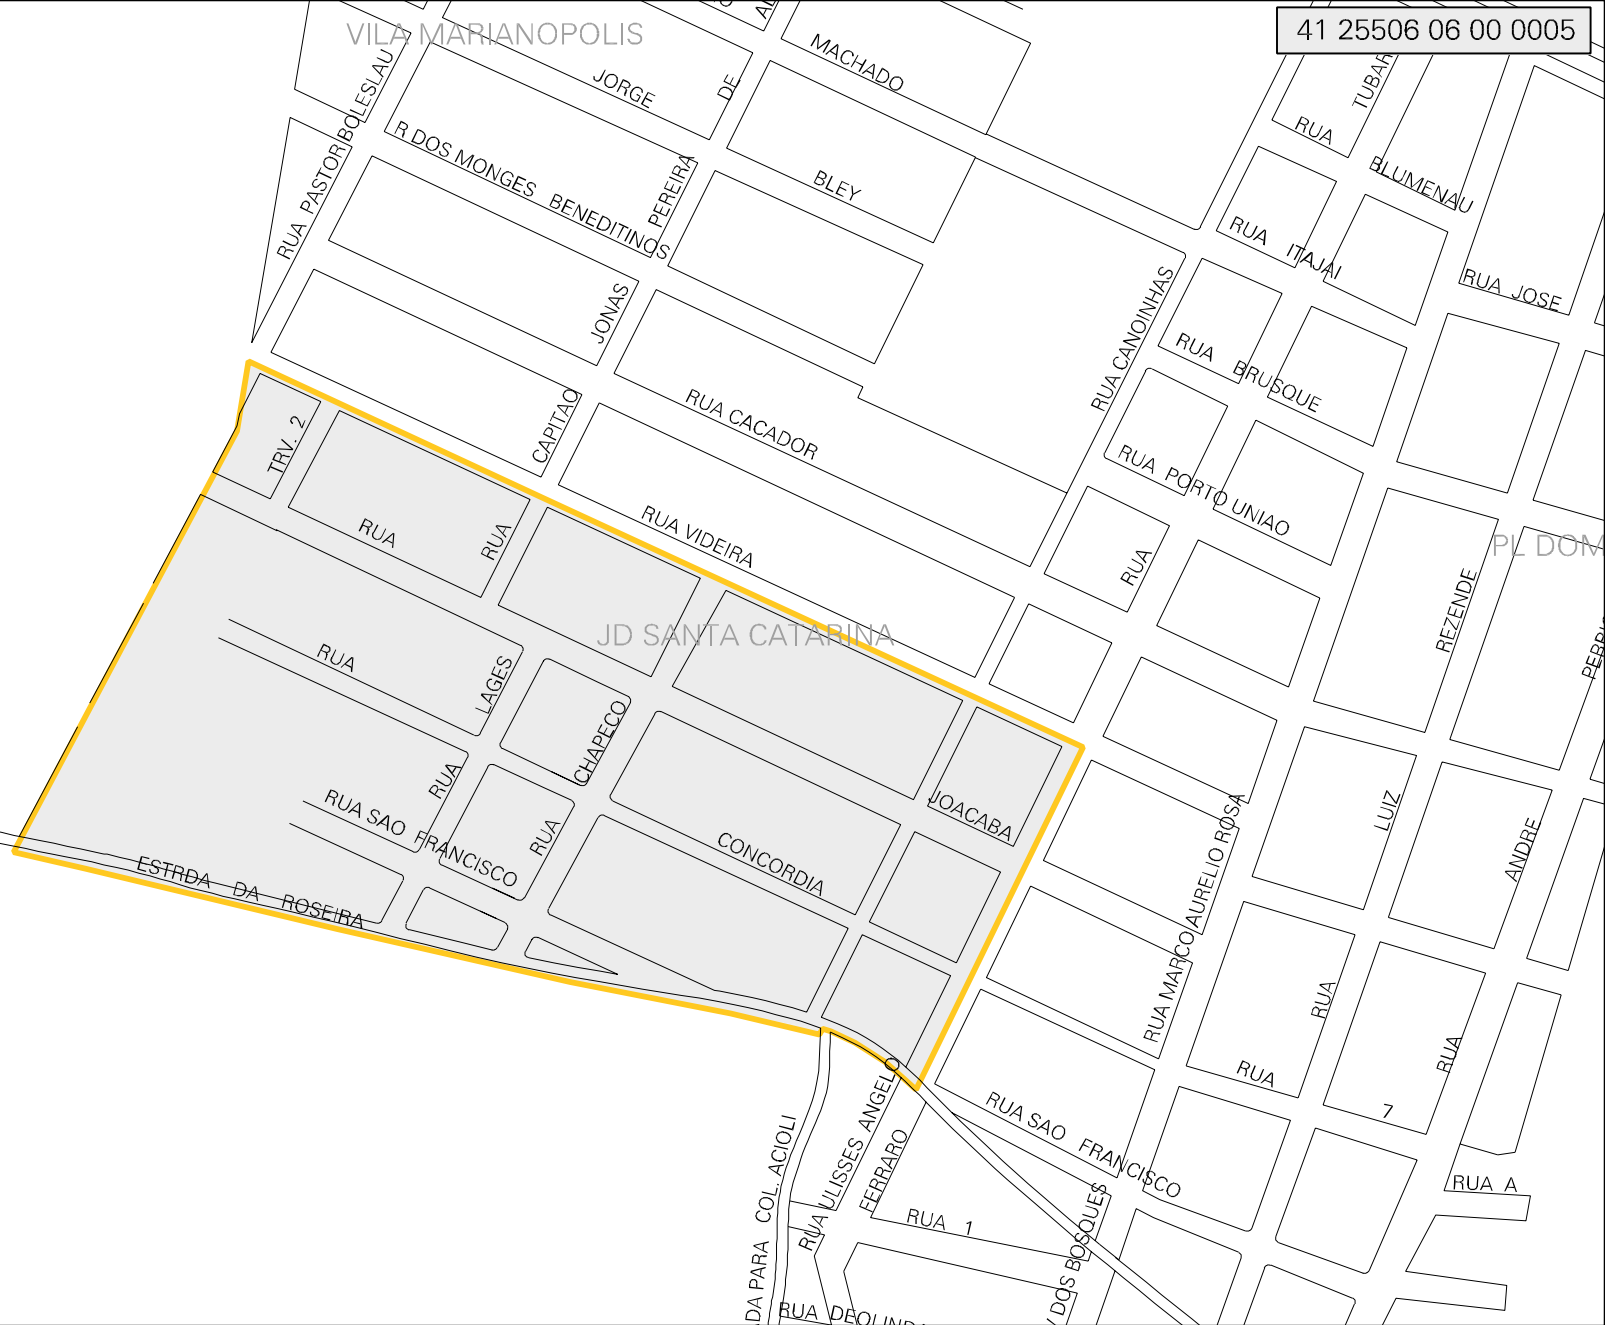 41 25506 06 00 0005
VILA MARIANOPOLIS
JORGE
DE
MACHADO
RUA PASTOR BOLESLAU
R DOS MONGES BENEDITINOS
PEREIRA
BLEY
RUA
BLUMENAU
RUA ITAJAI
RUA JOSE
JONAS
RUA CANOINHAS
RUA BRUSQUE
CAPITAO
RUA CACADOR
TRV. 2
RUA PORTO UNIAO
RUA VIDEIRA
RUA
RUA
RUA
PL DOM
REZENDE
JD SANTA CATARINA
RUA
LAGES
CHAPECO
RUA
RUA SAO FRANCISCO
RUA
CONCORDIA
JOACABA
LUIZ
ANDRE
RUA MARCO AURELIO ROSA
ESTRDA DA ROSEIRA
RUA
RUA
RUA
7
RUA SAO FRANCISCO
RUA ULISSES ANGELO
FERRARO
COL. ACIOLI
DA PARA
RUA 1
RUA A
DOS BOSQUES
RUA